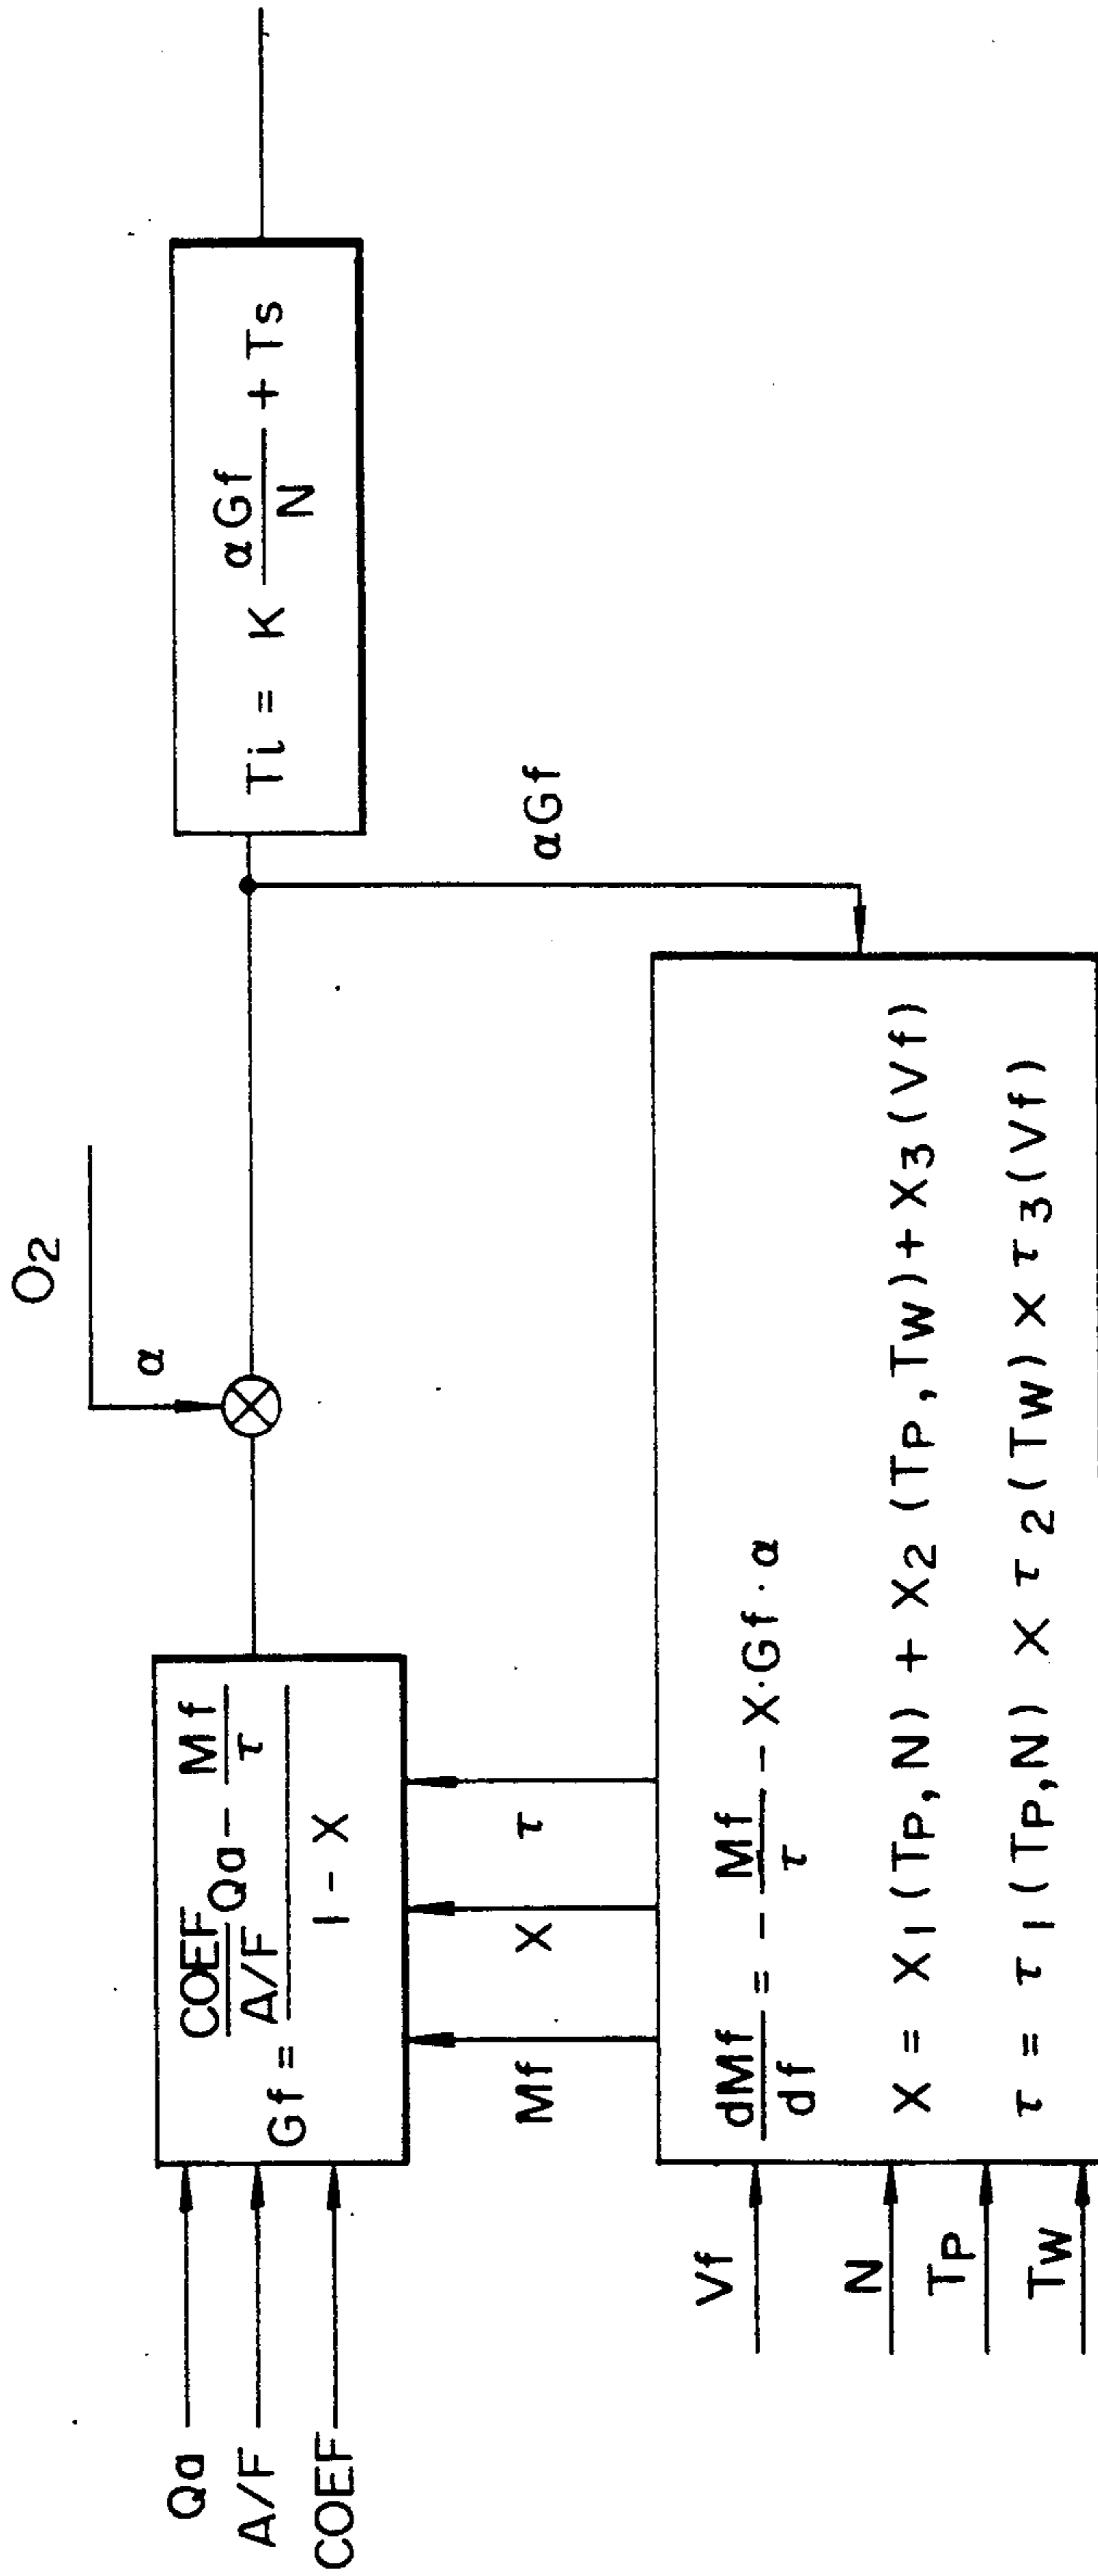 O2
α
Qa
A/F
COEF
Gf = (COEF/A/F Qa - Mf/τ)/(1 - X)
Ti = K αGf/N + Ts
αGf
Mf
X
τ
Vf
N
TP
TW
dMf/df = - Mf/τ - X·Gf·α
X = X1(TP,N) + X2(TP,TW) + X3(Vf)
τ = τ1(TP,N) X τ2(TW) X τ3(Vf)